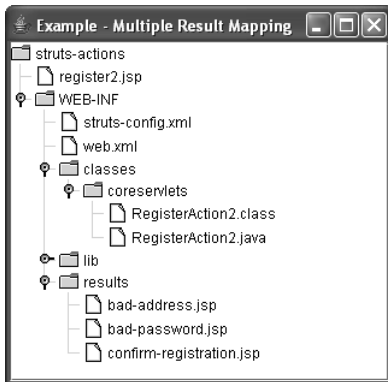 Example - Multiple Result Mapping
struts-actions
register2.jsp
WEB-INF
struts-config.xml
web.xml
classes
coreservlets
RegisterAction2.class
RegisterAction2.java
lib
results
bad-address.jsp
bad-password.jsp
confirm-registration.jsp